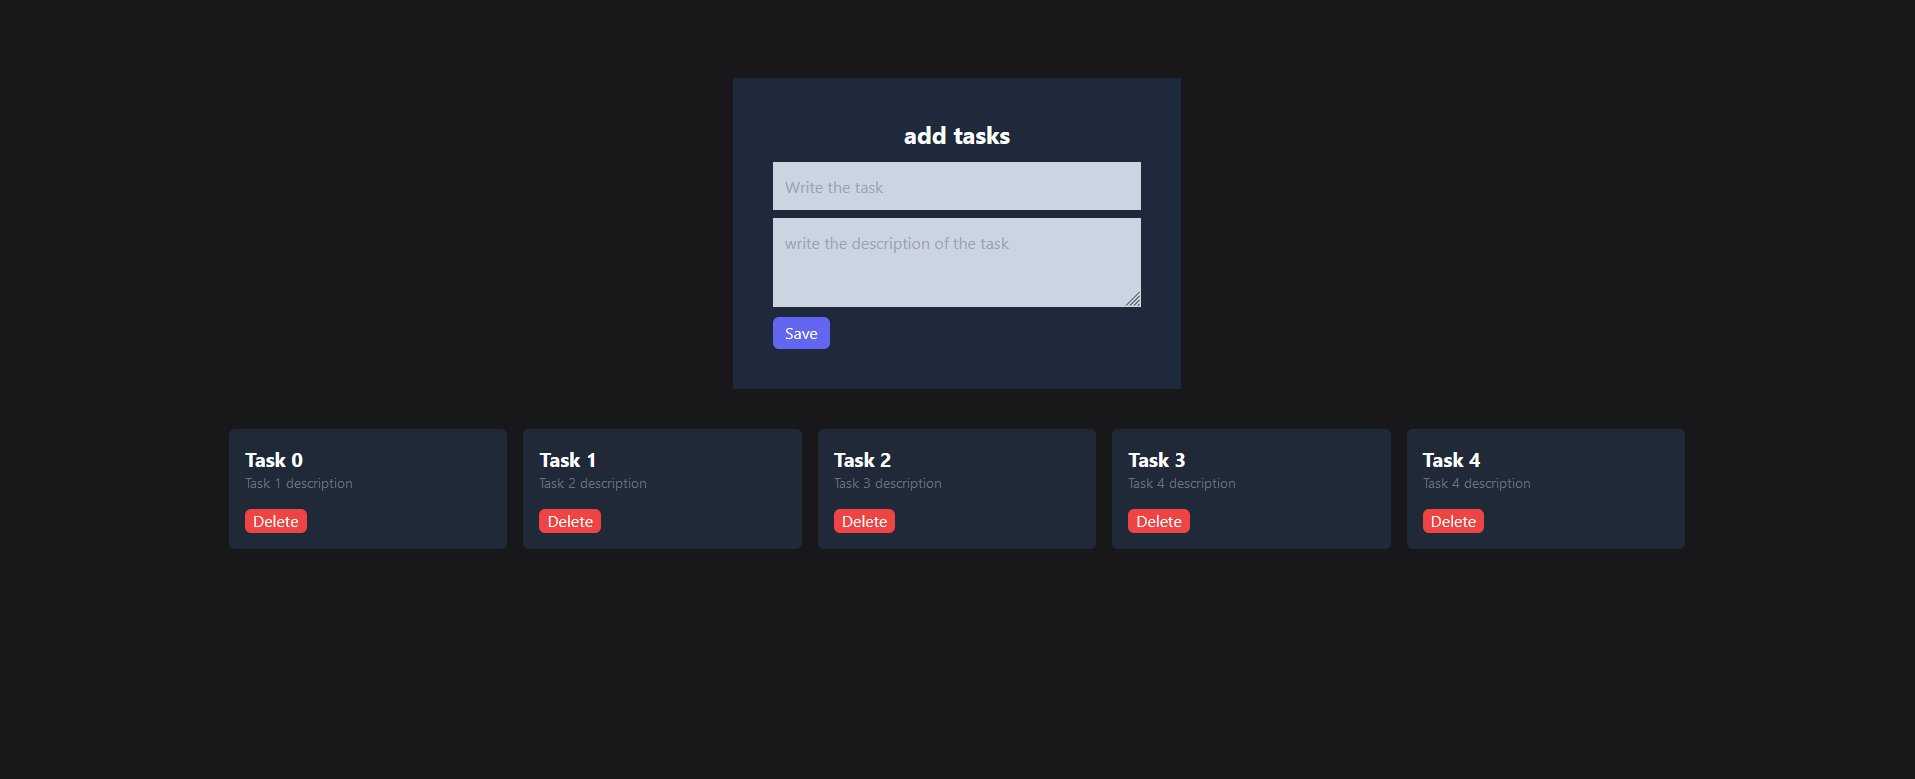 add tasks
Write the task
write the description of the task
Save
Task 0
Task 1 description
Delete
Task 1
Task 2 description
Delete
Task 2
Task 3 description
Delete
Task 3
Task 4 description
Delete
Task 4
Task 4 description
Delete